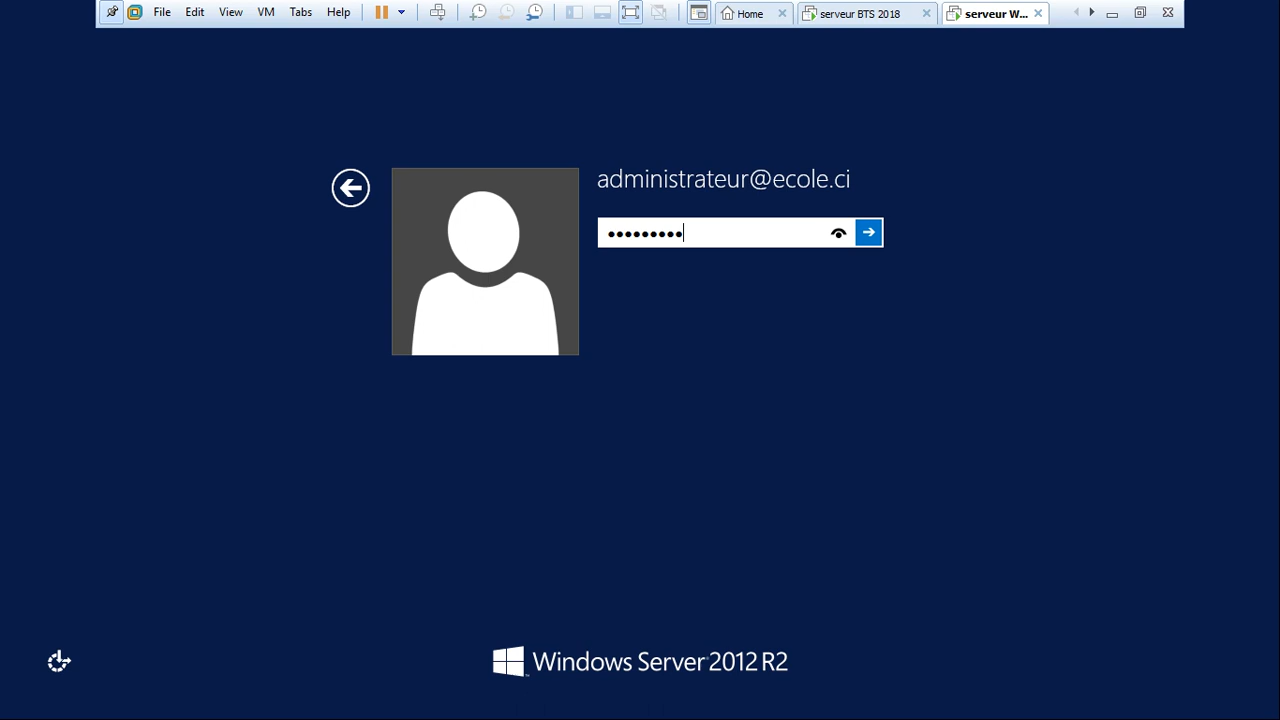 File Edit View VM Tabs Help Home serveur BTS 2018 serveur W...
administrateur@ecole.ci
Windows Server 2012 R2